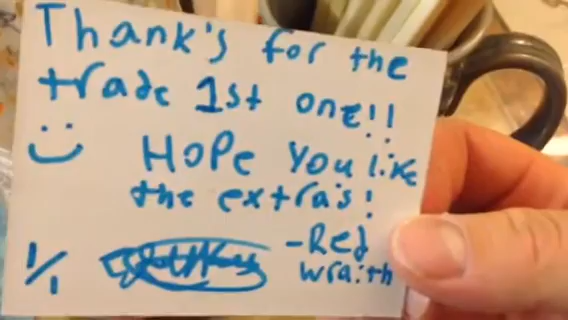 Thank's for the
trade 1st one!!
Hope You like
the extra's!
-Red
wraith
1/1